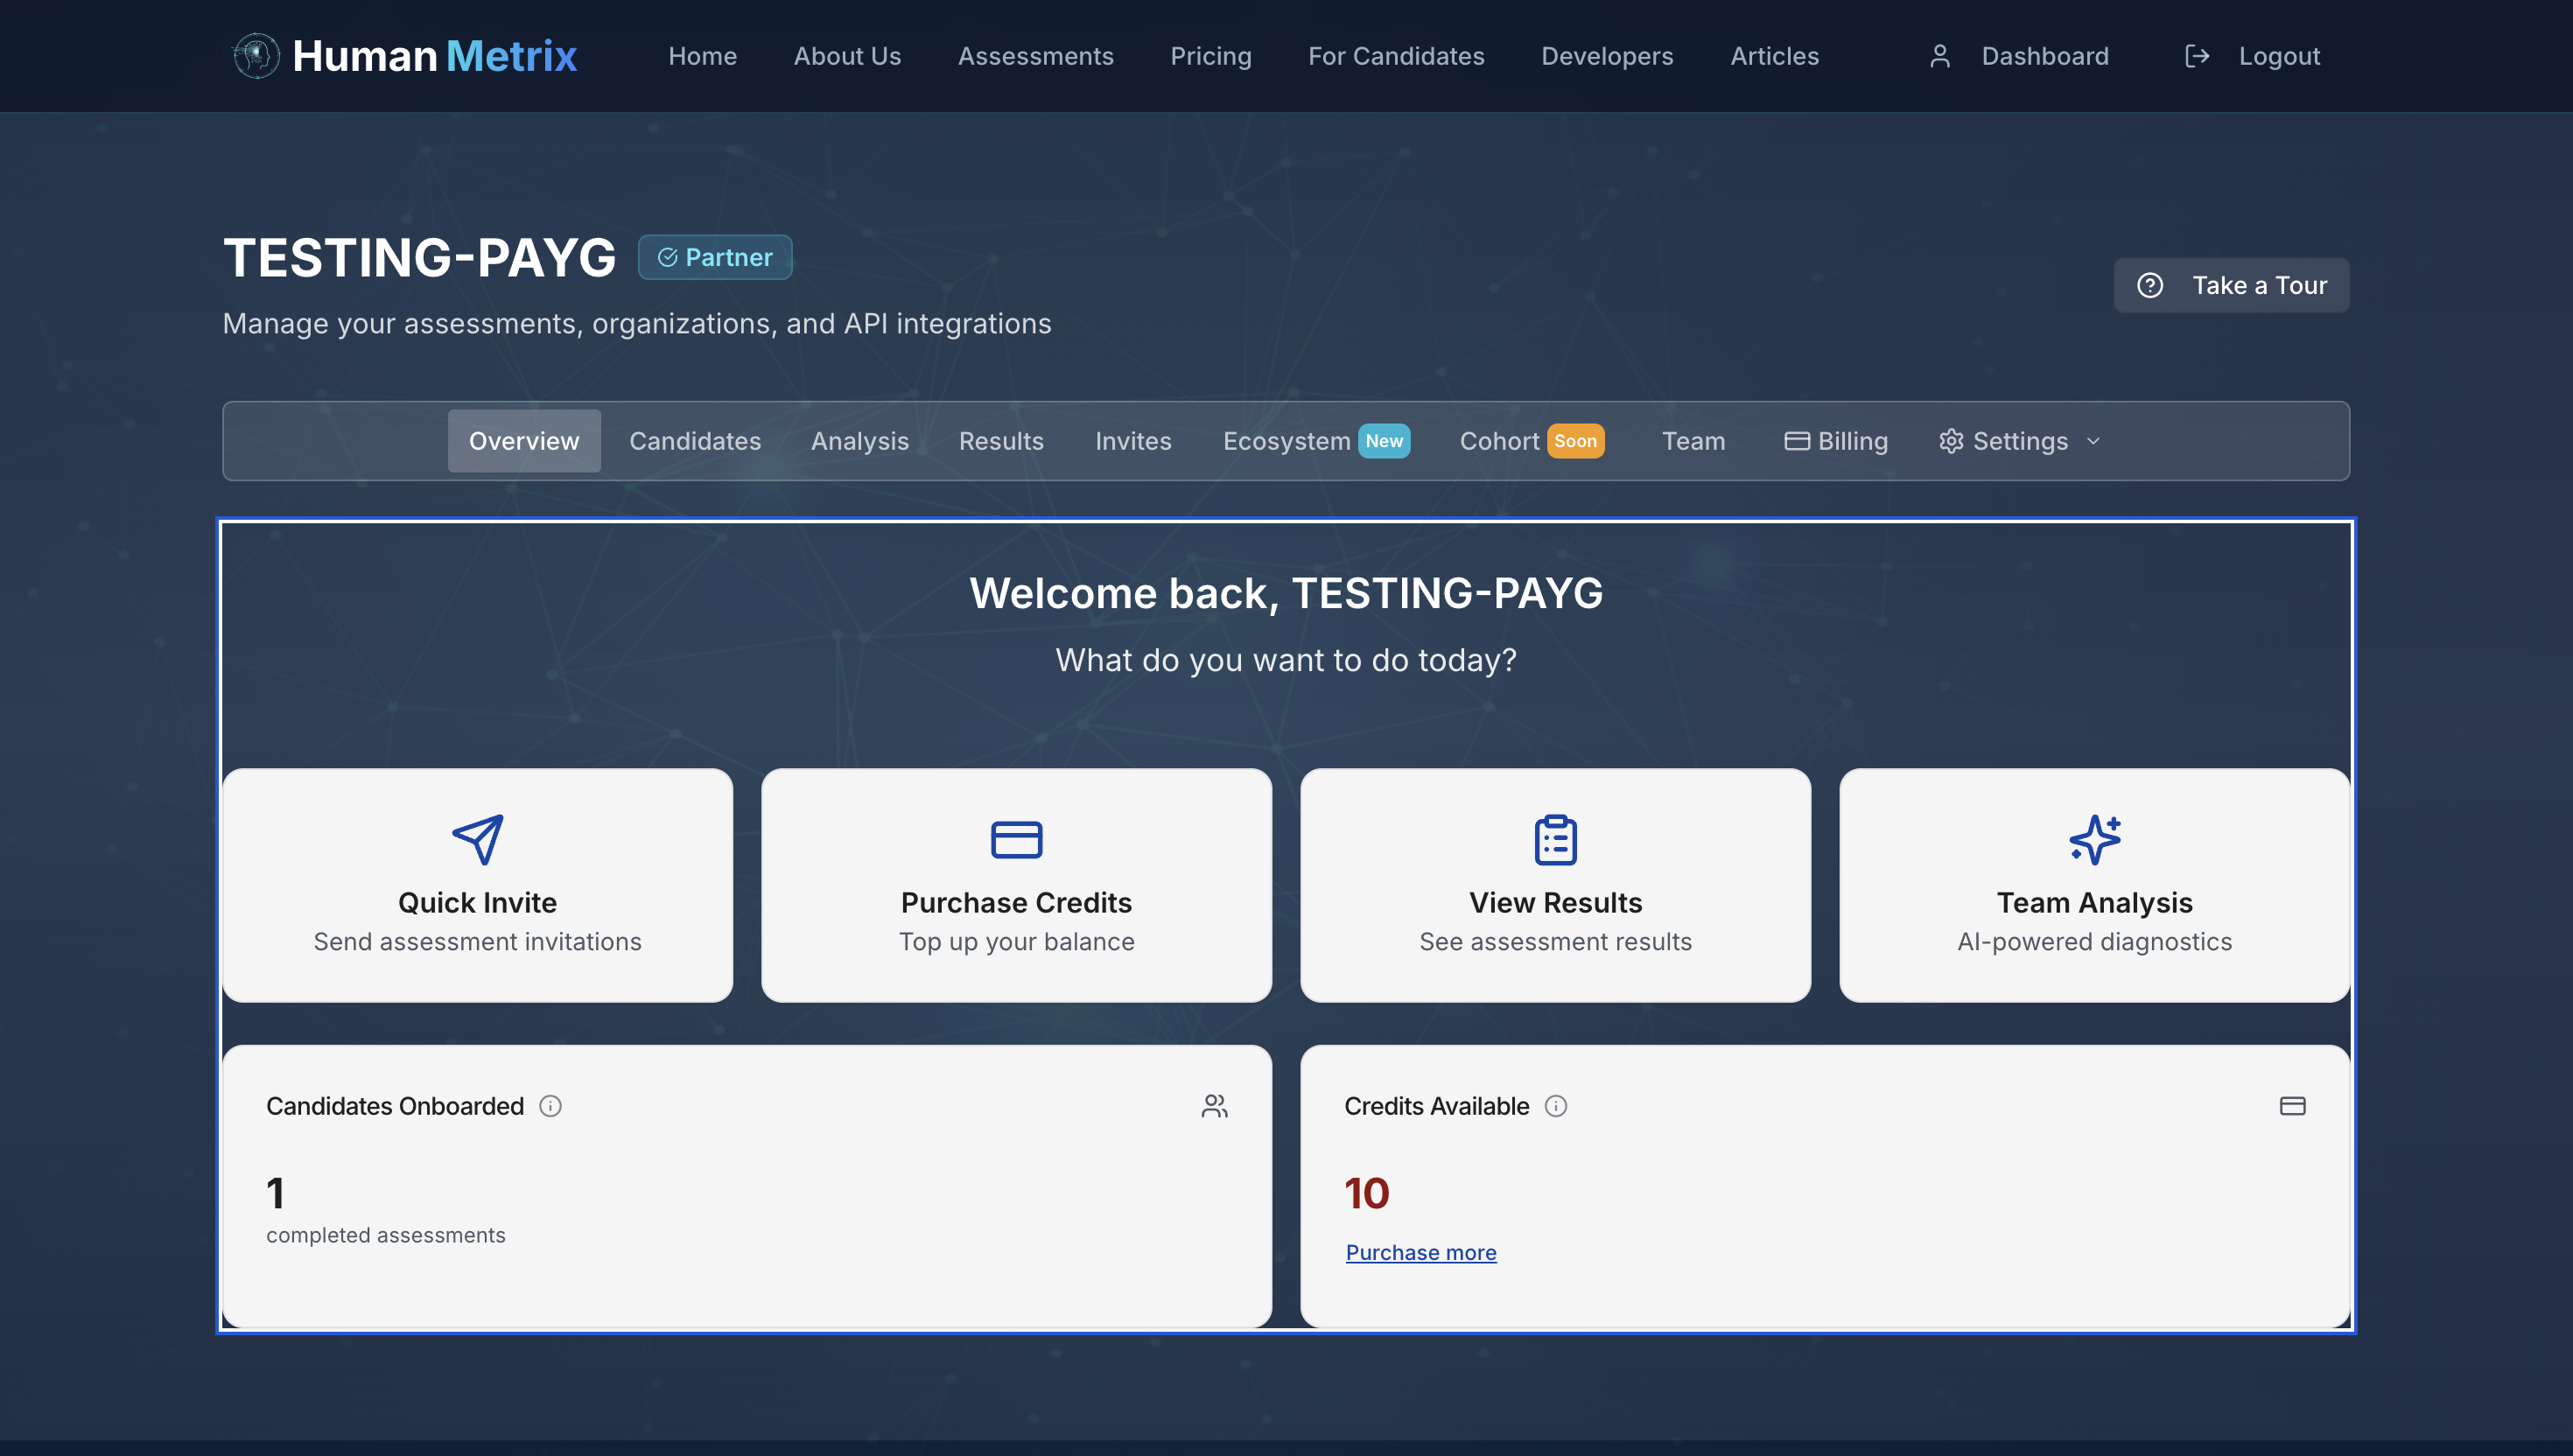 Human Metrix
Home About Us Assessments Pricing For Candidates Developers Articles Dashboard Logout
TESTING-PAYG Partner
Manage your assessments, organizations, and API integrations
Take a Tour
Overview Candidates Analysis Results Invites Ecosystem New Cohort Soon Team Billing Settings
Welcome back, TESTING-PAYG
What do you want to do today?
Quick Invite
Send assessment invitations
Purchase Credits
Top up your balance
View Results
See assessment results
Team Analysis
AI-powered diagnostics
Candidates Onboarded
1
completed assessments
Credits Available
10
Purchase more